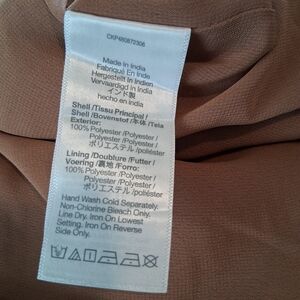 CKP480872306
Made in India
Fabriqué En Inde
Hergestellt In Indien
Vervaardigd in India
インド製
hecho en india
Shell/Tissu Principal/
Shell/Bovenstof/本体/Tela
Exterior:
100% Polyester/Polyester/
Polyester/Polyester/
ポリエステル/poliéster
Lining/Doublure/Futter/
Voering/裏地/Forro:
100% Polyester/Polyester/
Polyester/Polyester/
ポリエステル/poliéster
Hand Wash Cold Separately.
Non-Chlorine Bleach Only.
Line Dry. Iron On Lowest
Setting. Iron On Reverse
Side Only.